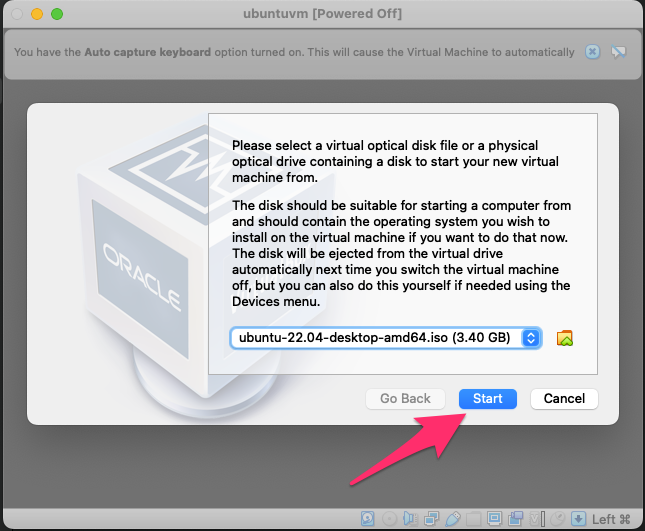 ubuntuvm [Powered Off]
You have the Auto capture keyboard option turned on. This will cause the Virtual Machine to automatically
Please select a virtual optical disk file or a physical
optical drive containing a disk to start your new virtual
machine from.
The disk should be suitable for starting a computer from
and should contain the operating system you wish to
install on the virtual machine if you want to do that now.
The disk will be ejected from the virtual drive
automatically next time you switch the virtual machine
off, but you can also do this yourself if needed using the
Devices menu.
ORACLE
ubuntu-22.04-desktop-amd64.iso (3.40 GB)
Go Back
Start
Cancel
Left ⌘